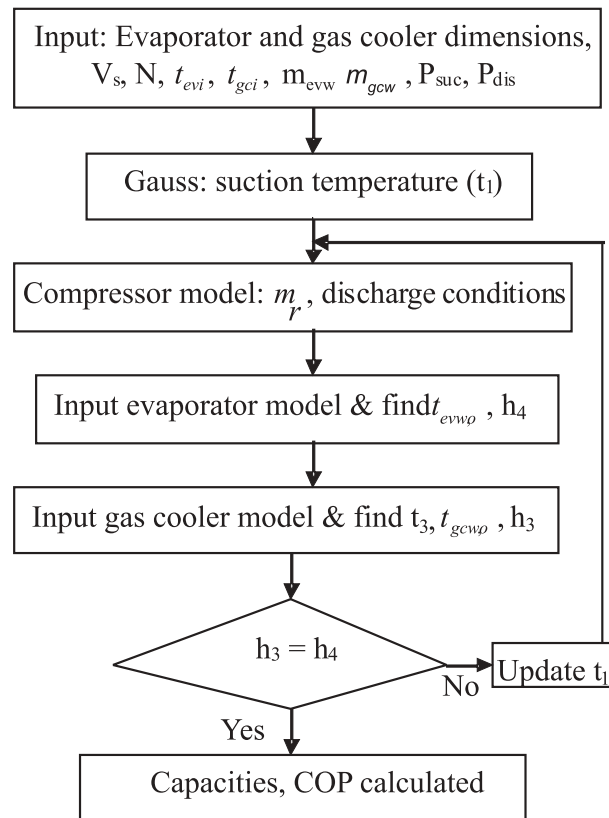 Input: Evaporator and gas cooler dimensions,
Vs, N, tevi, tgci, mevw mgcw, Psuc, Pdis
Gauss: suction temperature (t1)
Compressor model: mr, discharge conditions
Input evaporator model & find tevw,o, h4
Input gas cooler model & find t3, tgcw,o, h3
h3 = h4
No
Update t1
Yes
Capacities, COP calculated